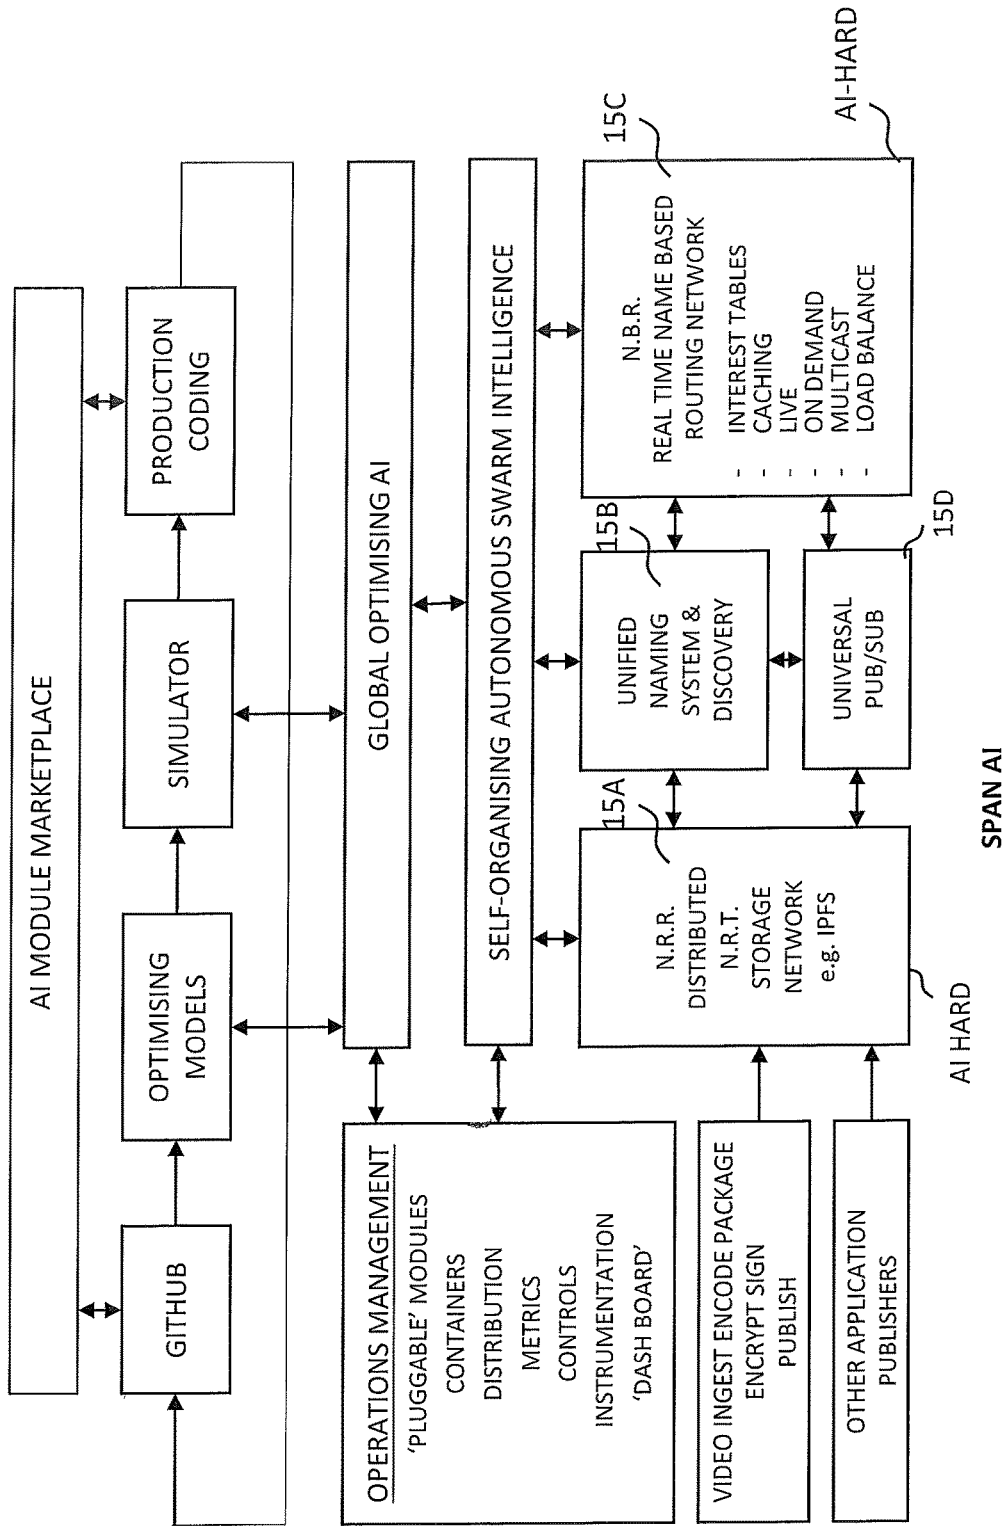 AI MODULE MARKETPLACE
GITHUB
OPTIMISING
MODELS
SIMULATOR
PRODUCTION
CODING
GLOBAL OPTIMISING AI
SELF-ORGANISING AUTONOMOUS SWARM INTELLIGENCE
OPERATIONS MANAGEMENT
'PLUGGABLE' MODULES
CONTAINERS
DISTRIBUTION
METRICS
CONTROLS
INSTRUMENTATION
'DASH BOARD'
VIDEO INGEST ENCODE PACKAGE
ENCRYPT SIGN
PUBLISH
OTHER APPLICATION
PUBLISHERS
15A
N.R.R.
DISTRIBUTED
N.R.T.
STORAGE
NETWORK
e.g. IPFS
AI HARD
15B
UNIFIED
NAMING
SYSTEM &
DISCOVERY
UNIVERSAL
PUB/SUB
15D
15C
N.B.R.
REAL TIME NAME BASED
ROUTING NETWORK
- INTEREST TABLES
- CACHING
- LIVE
- ON DEMAND
- MULTICAST
- LOAD BALANCE
AI-HARD
SPAN AI